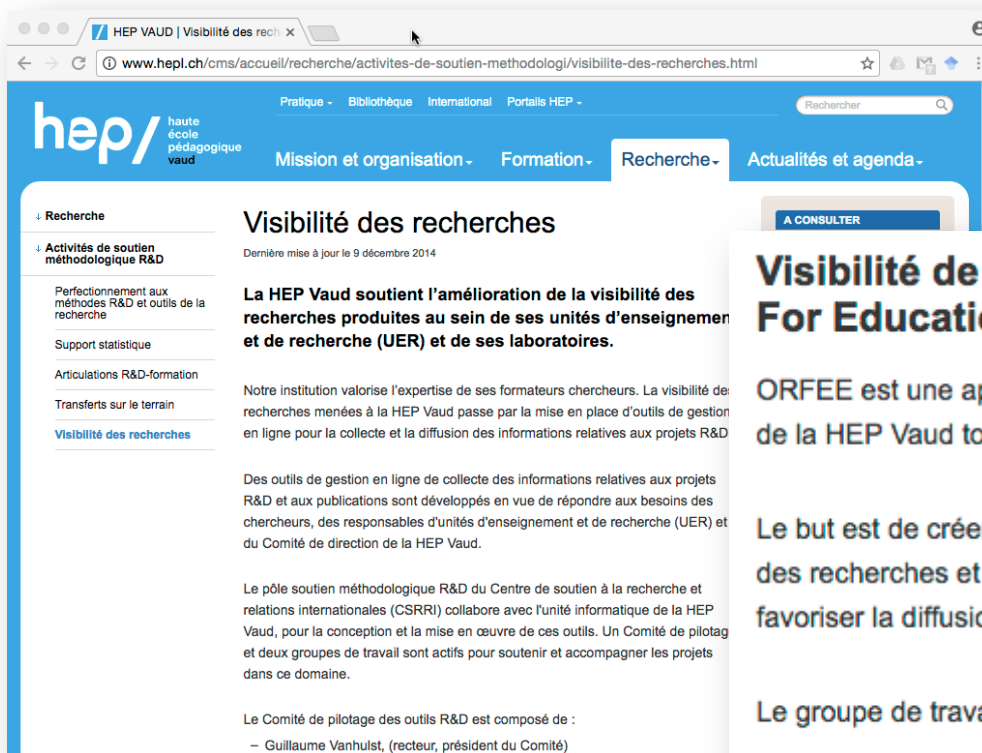 HEP VAUD | Visibilité des rech
www.hepl.ch/cms/accueil/recherche/activites-de-soutien-methodologi/visibilite-des-recherches.html
Pratique Bibliothèque International Portails HEP
Rechercher
hep/
haute
école
pédagogique
vaud
Mission et organisation Formation Recherche Actualités et agenda
Recherche
Activités de soutien
méthodologique R&D
Perfectionnement aux
méthodes R&D et outils de la
recherche
Support statistique
Articulations R&D-formation
Transferts sur le terrain
Visibilité des recherches
Visibilité des recherches
Dernière mise à jour le 9 décembre 2014
La HEP Vaud soutient l'amélioration de la visibilité des
recherches produites au sein de ses unités d'enseignemen
et de recherche (UER) et de ses laboratoires.
Notre institution valorise l'expertise de ses formateurs chercheurs. La visibilité des
recherches menées à la HEP Vaud passe par la mise en place d'outils de gestion
en ligne pour la collecte et la diffusion des informations relatives aux projets R&D
Des outils de gestion en ligne de collecte des informations relatives aux projets
R&D et aux publications sont développés en vue de répondre aux besoins des
chercheurs, des responsables d'unités d'enseignement et de recherche (UER) et
du Comité de direction de la HEP Vaud.
Le pôle soutien méthodologique R&D du Centre de soutien à la recherche et
relations internationales (CSRRI) collabore avec l'unité informatique de la HEP
Vaud, pour la conception et la mise en œuvre de ces outils. Un Comité de pilotag
et deux groupes de travail sont actifs pour soutenir et accompagner les projets
dans ce domaine.
Le Comité de pilotage des outils R&D est composé de :
– Guillaume Vanhulst, (recteur, président du Comité)
A CONSULTER
Visibilité de
For Educatio
ORFEE est une ap
de la HEP Vaud to
Le but est de crée
des recherches et
favoriser la diffusio
Le groupe de trava